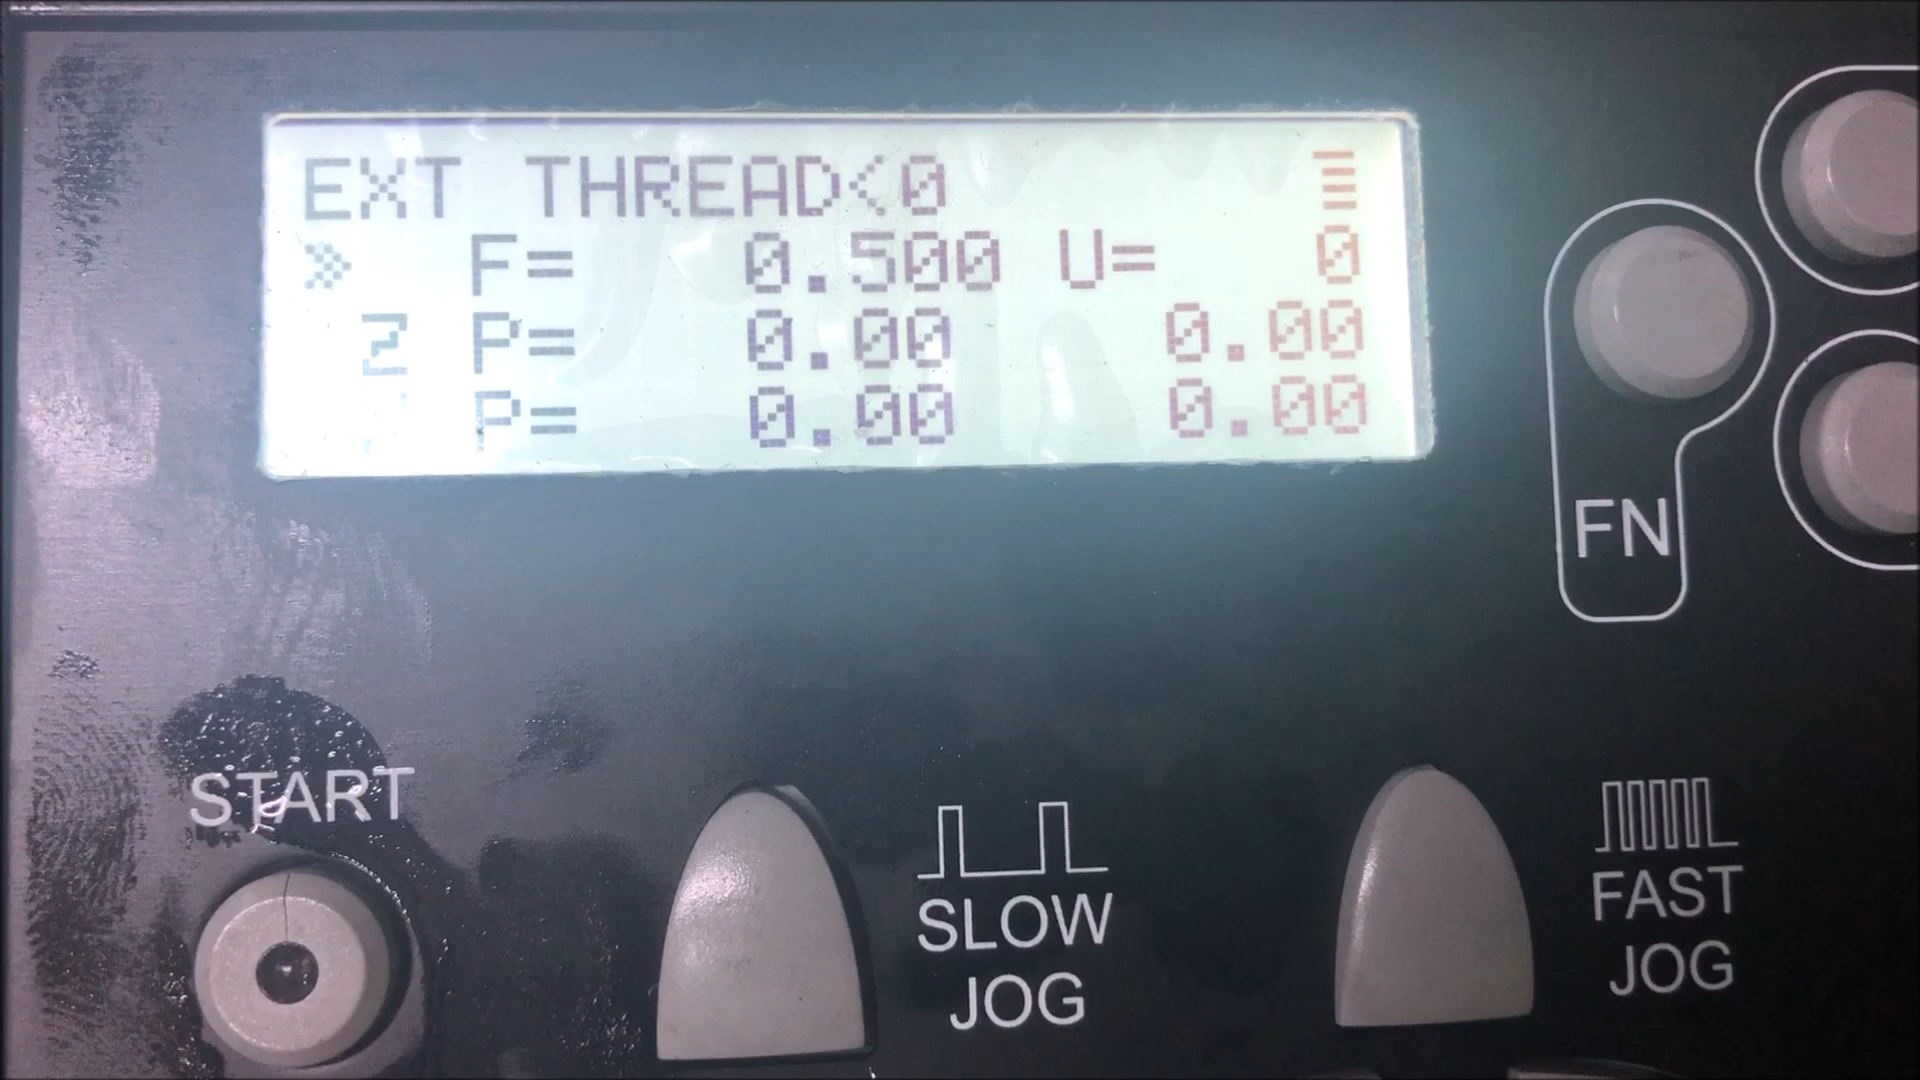 EXT THREAD<0
F= 0.500 U= 0
Z P= 0.00 0.00
P= 0.00 0.00
FN
START
SLOW
JOG
FAST
JOG